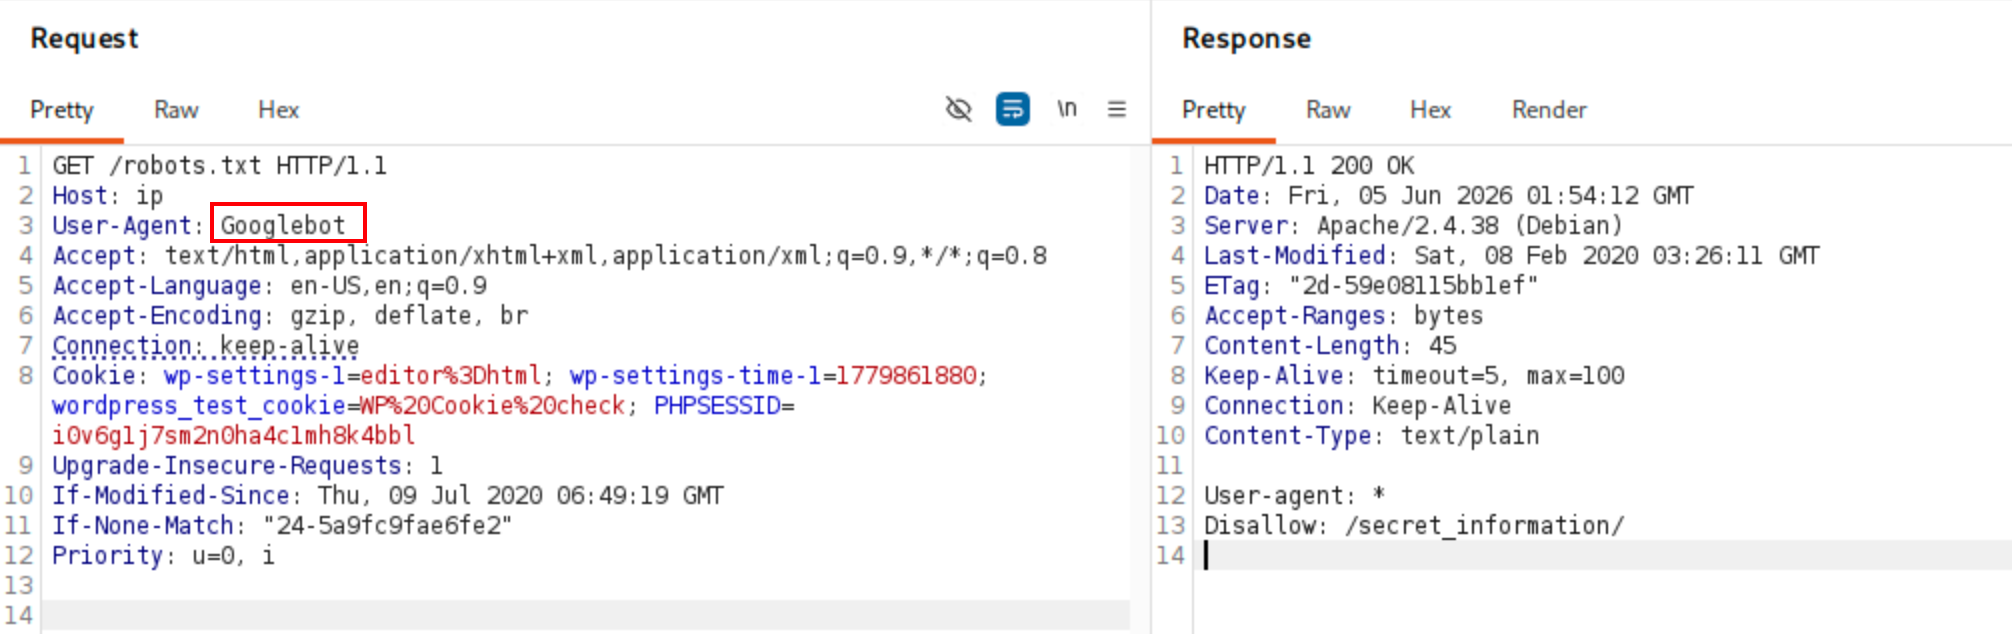 Request
Pretty Raw Hex \n
1 GET /robots.txt HTTP/1.1
2 Host: ip
3 User-Agent: Googlebot
4 Accept: text/html,application/xhtml+xml,application/xml;q=0.9,*/*;q=0.8
5 Accept-Language: en-US,en;q=0.9
6 Accept-Encoding: gzip, deflate, br
7 Connection: keep-alive
8 Cookie: wp-settings-1=editor%3Dhtml; wp-settings-time-1=1779861880;
wordpress_test_cookie=WP%20Cookie%20check; PHPSESSID=
i0v6g1j7sm2n0ha4c1mh8k4bbl
9 Upgrade-Insecure-Requests: 1
10 If-Modified-Since: Thu, 09 Jul 2020 06:49:19 GMT
11 If-None-Match: "24-5a9fc9fae6fe2"
12 Priority: u=0, i
13
14
Response
Pretty Raw Hex Render
1 HTTP/1.1 200 OK
2 Date: Fri, 05 Jun 2026 01:54:12 GMT
3 Server: Apache/2.4.38 (Debian)
4 Last-Modified: Sat, 08 Feb 2020 03:26:11 GMT
5 ETag: "2d-59e08115bb1ef"
6 Accept-Ranges: bytes
7 Content-Length: 45
8 Keep-Alive: timeout=5, max=100
9 Connection: Keep-Alive
10 Content-Type: text/plain
11
12 User-agent: *
13 Disallow: /secret_information/
14